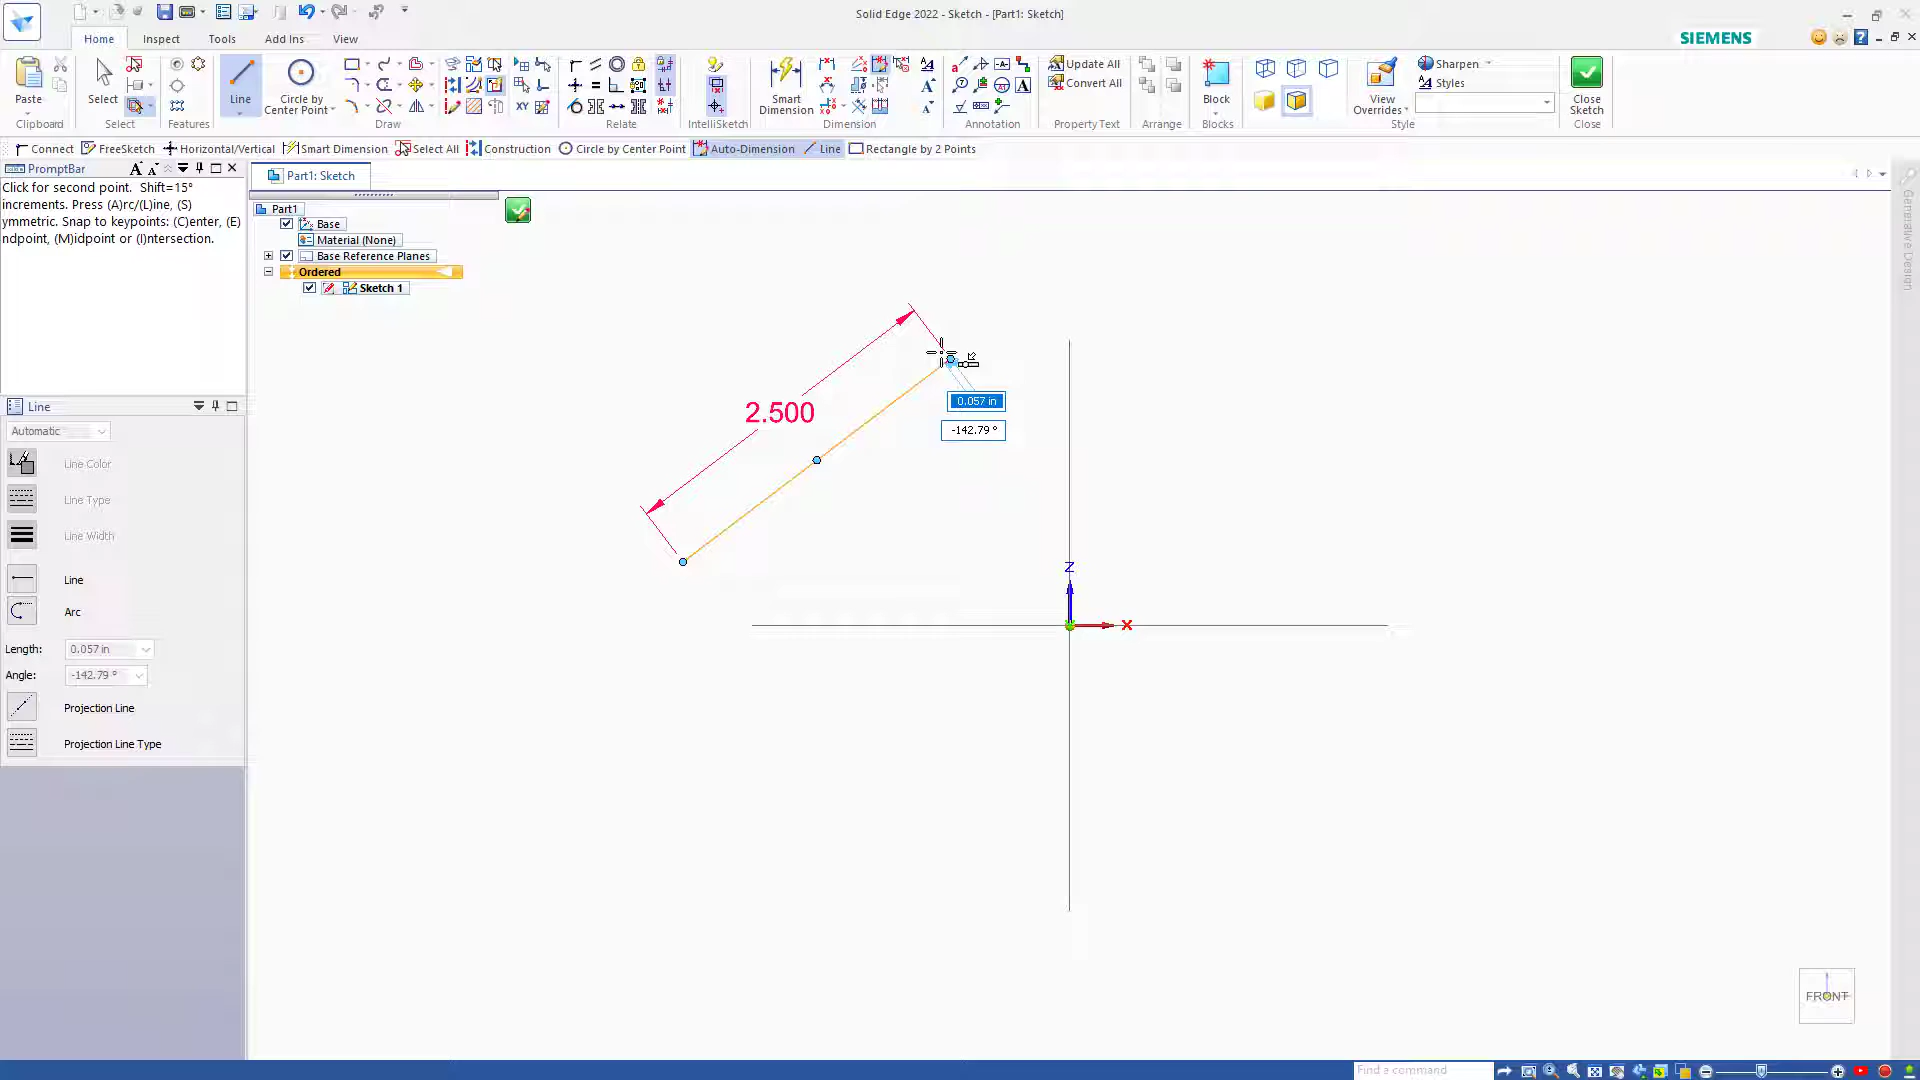 Solid Edge 2022 - Sketch - [Part1: Sketch]
Home Inspect Tools Add Ins View
SIEMENS
Paste
Clipboard
Select
Select
Features
Line
Circle by
Center Point
Draw
Relate
IntelliSketch
Smart
Dimension
Dimension
Annotation
Update All
Convert All
Property Text
Arrange
Block
Blocks
View
Overrides
Sharpen
Styles
Style
Close
Sketch
Close
Connect FreeSketch Horizontal/Vertical Smart Dimension Select All Construction Circle by Center Point Auto-Dimension Line Rectangle by 2 Points
PromptBar
Click for second point. Shift=15°
increments. Press (A)rc/(L)ine, (S)
ymmetric. Snap to keypoints: (C)enter, (E)
ndpoint, (M)idpoint or (I)ntersection.
Part1: Sketch
Part1
Base
Material (None)
Base Reference Planes
Ordered
Sketch 1
Line
Automatic
Line Color
Line Type
Line Width
Line
Arc
Length: 0.057 in
Angle: -142.79 °
Projection Line
Projection Line Type
2.500
0.057 in
-142.79 °
Z
X
Generative Design
FRONT
Find a command